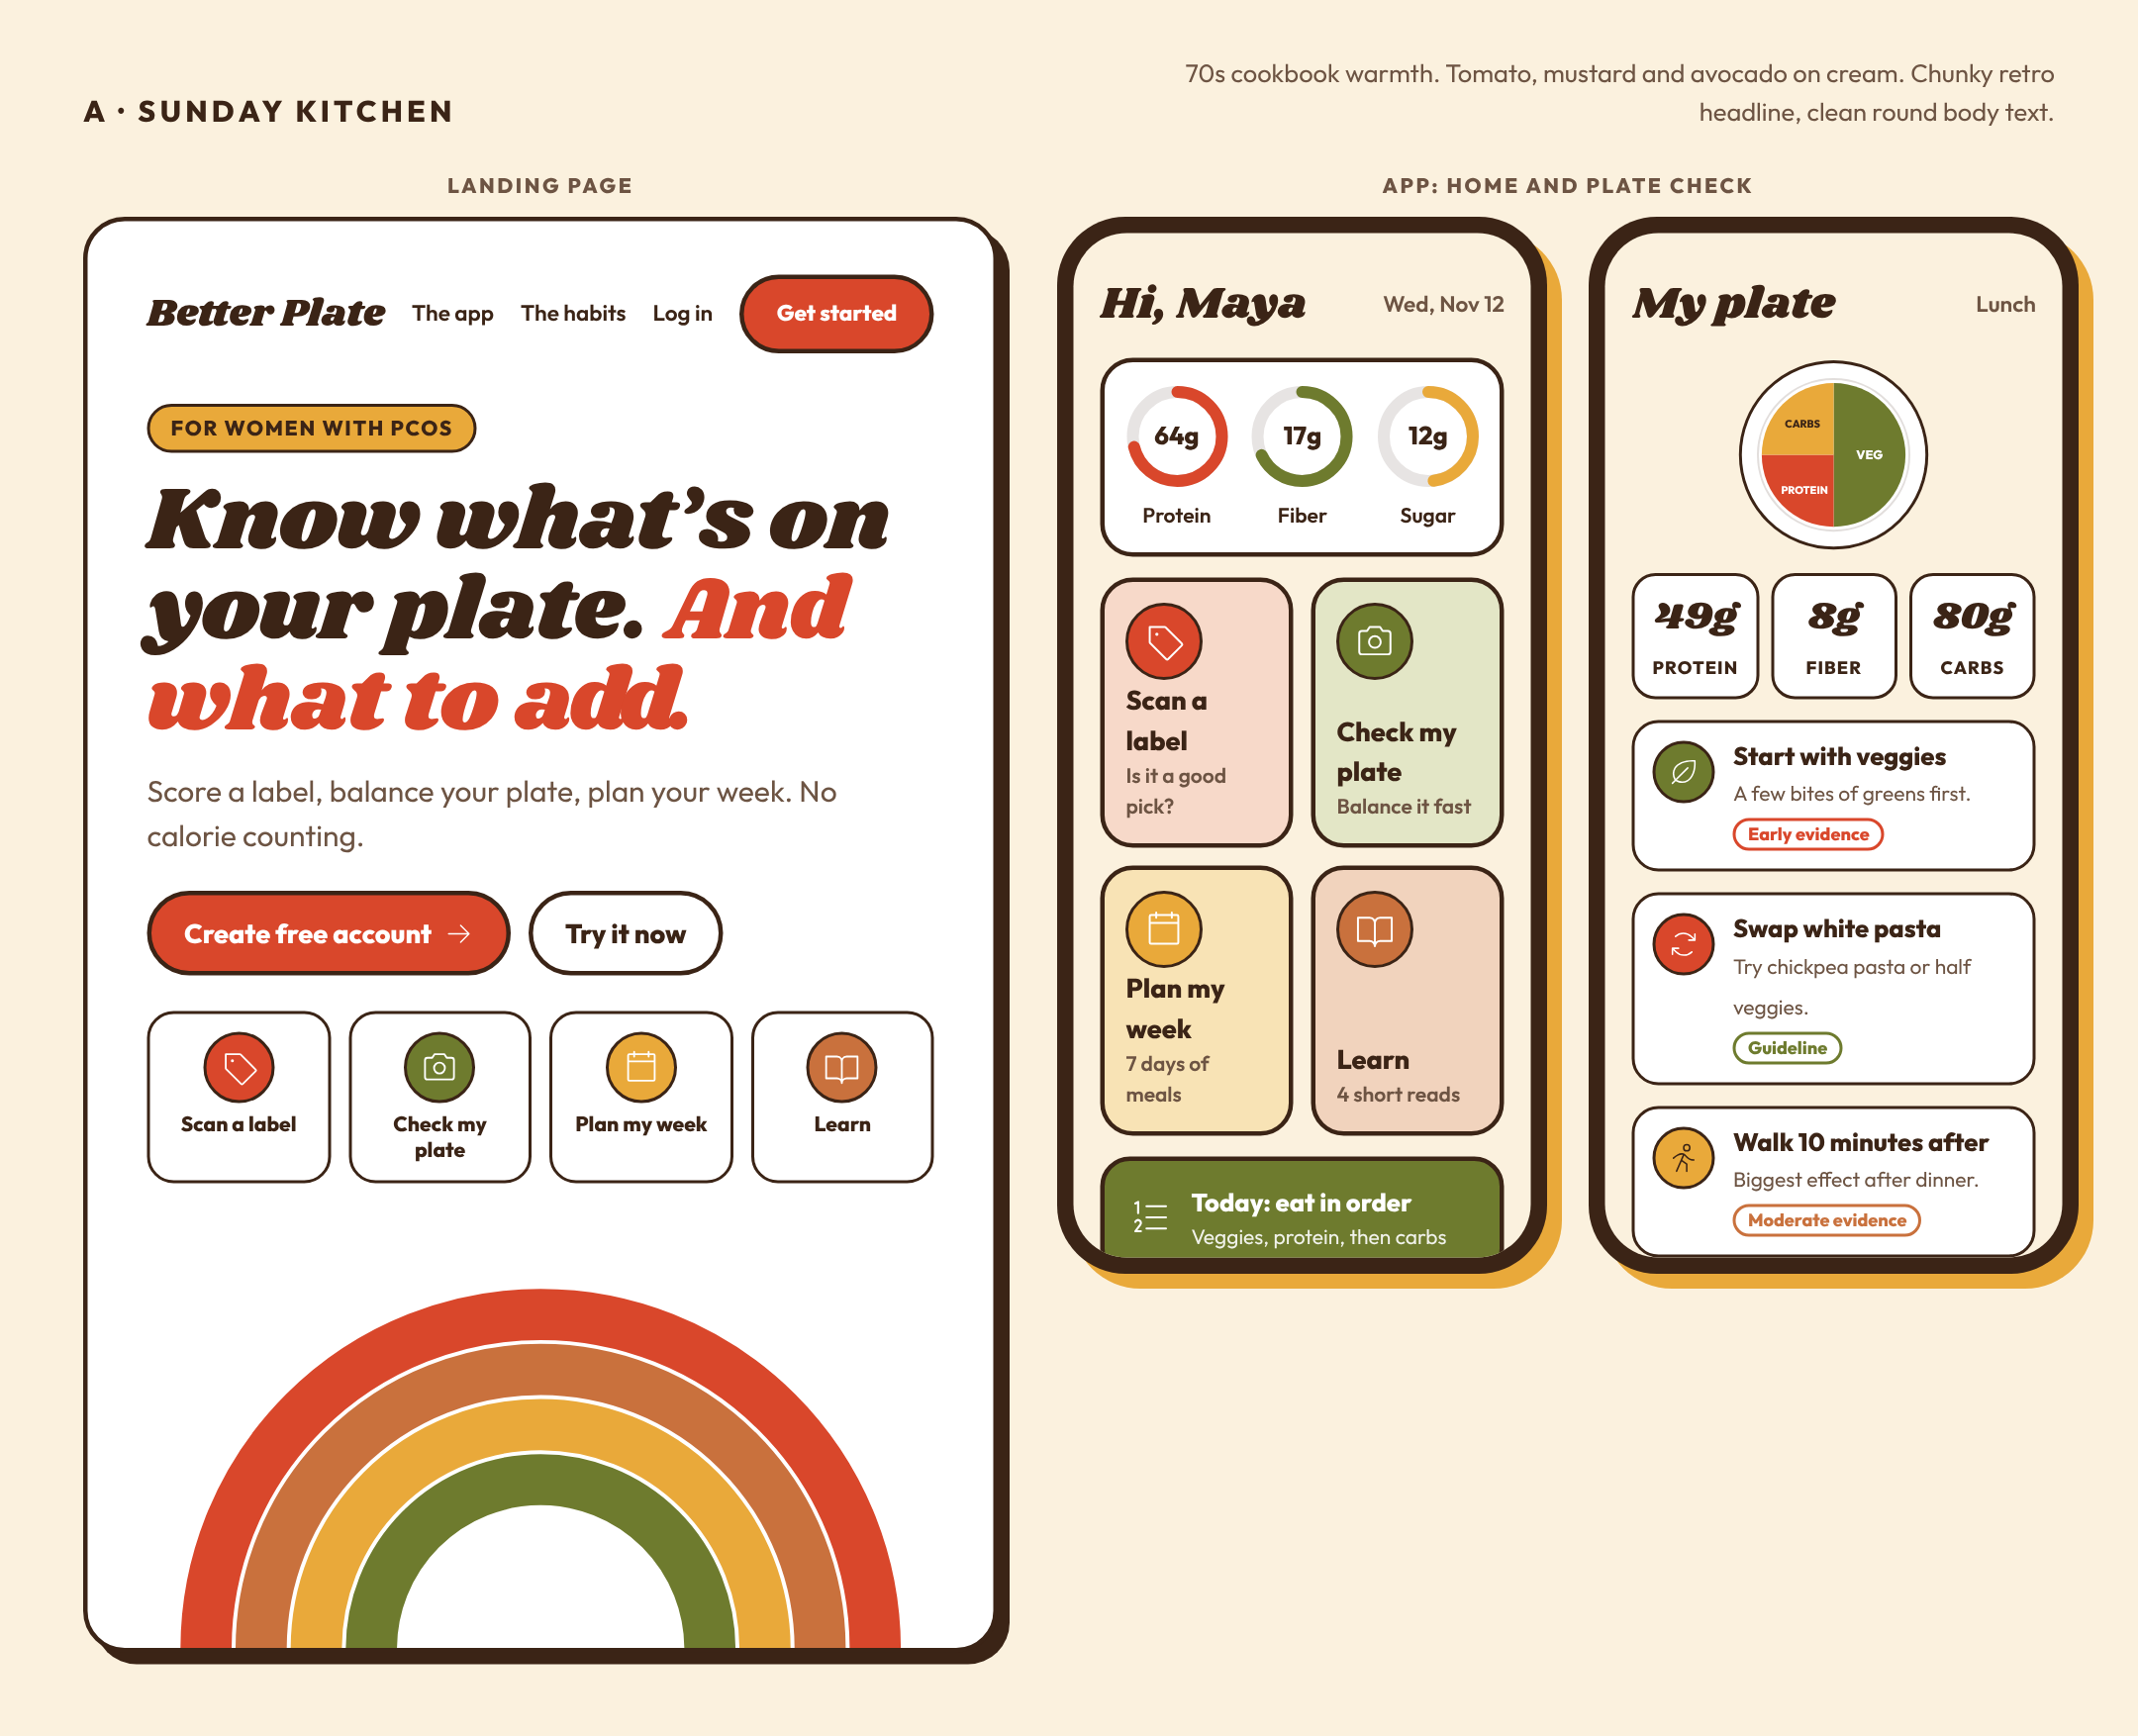 70s cookbook warmth. Tomato, mustard and avocado on cream. Chunky retro
headline, clean round body text.
A · SUNDAY KITCHEN
LANDING PAGE
Better Plate The app The habits Log in Get started
FOR WOMEN WITH PCOS
Know what's on
your plate. And
what to add.
Score a label, balance your plate, plan your week. No
calorie counting.
Create free account → Try it now
Scan a label
Check my
plate
Plan my week
Learn
APP: HOME AND PLATE CHECK
Hi, Maya Wed, Nov 12
64g 17g 12g
Protein Fiber Sugar
Scan a
label
Is it a good
pick?
Check my
plate
Balance it fast
Plan my
week
7 days of
meals
Learn
4 short reads
1
2
Today: eat in order
Veggies, protein, then carbs
My plate Lunch
CARBS
VEG
PROTEIN
49g 8g 80g
PROTEIN FIBER CARBS
Start with veggies
A few bites of greens first.
Early evidence
Swap white pasta
Try chickpea pasta or half
veggies.
Guideline
Walk 10 minutes after
Biggest effect after dinner.
Moderate evidence